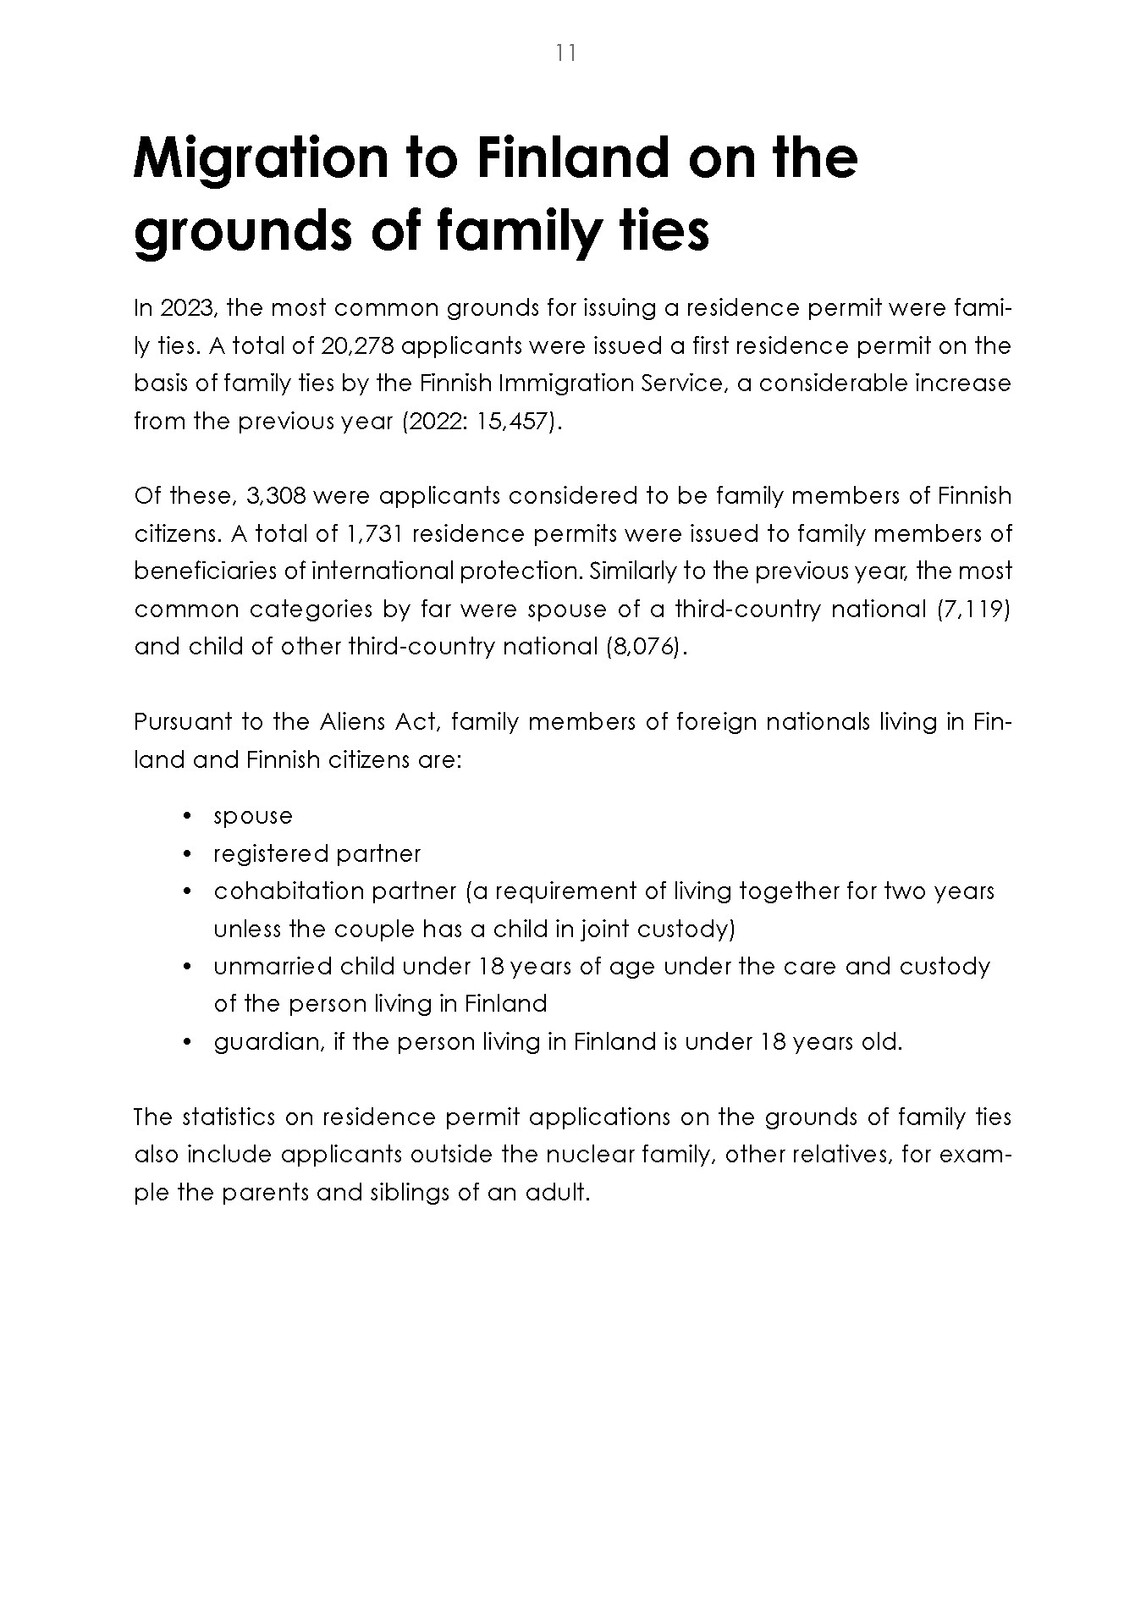 11
Migration to Finland on the
grounds of family ties
In 2023, the most common grounds for issuing a residence permit were fami-
ly ties. A total of 20,278 applicants were issued a first residence permit on the
basis of family ties by the Finnish Immigration Service, a considerable increase
from the previous year (2022: 15,457).
Of these, 3,308 were applicants considered to be family members of Finnish
citizens. A total of 1,731 residence permits were issued to family members of
beneficiaries of international protection. Similarly to the previous year, the most
common categories by far were spouse of a third-country national (7,119)
and child of other third-country national (8,076).
Pursuant to the Aliens Act, family members of foreign nationals living in Fin-
land and Finnish citizens are:
• spouse
• registered partner
• cohabitation partner (a requirement of living together for two years
unless the couple has a child in joint custody)
• unmarried child under 18 years of age under the care and custody
of the person living in Finland
• guardian, if the person living in Finland is under 18 years old.
The statistics on residence permit applications on the grounds of family ties
also include applicants outside the nuclear family, other relatives, for exam-
ple the parents and siblings of an adult.